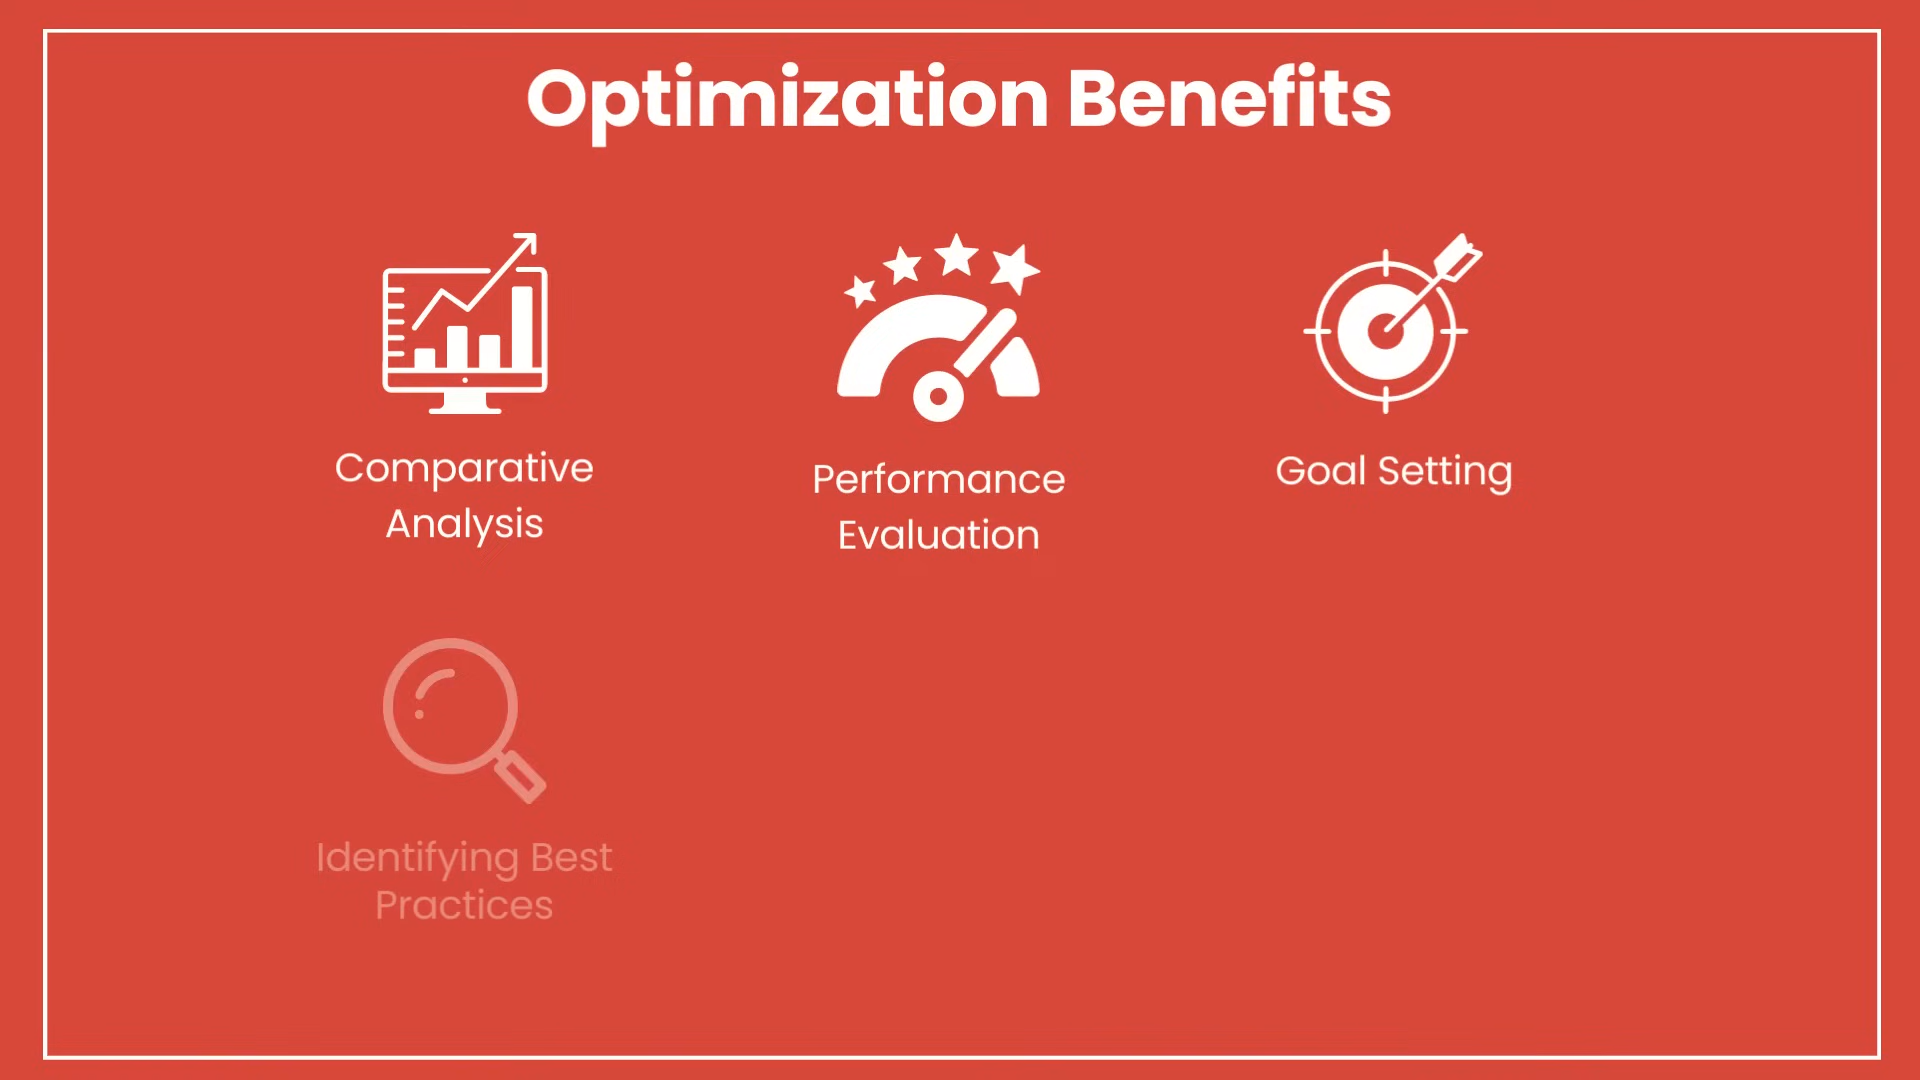 Optimization Benefits
Comparative
Analysis
Performance
Evaluation
Goal Setting
Identifying Best
Practices